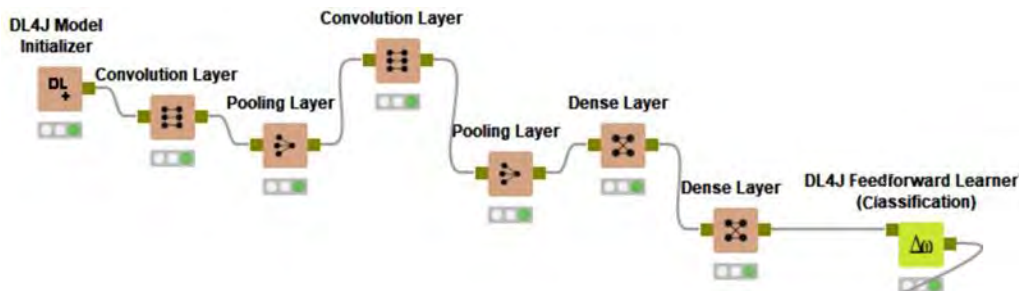 DL4J Model
Initializer
DL
+
Convolution Layer
Pooling Layer
Convolution Layer
Pooling Layer
Dense Layer
Dense Layer
DL4J Feedforward Learner
(Classification)
Δω